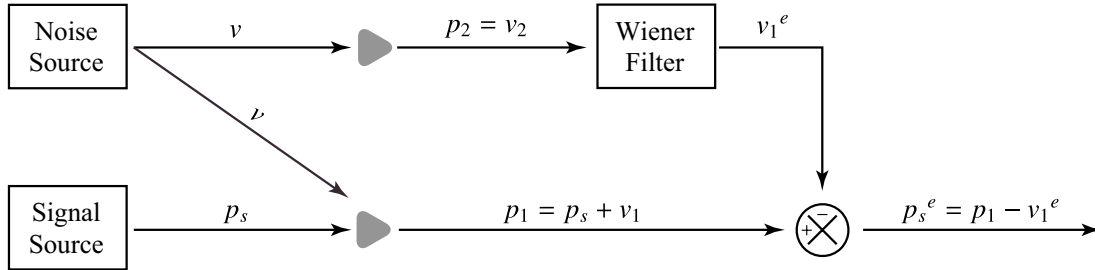 Noise
Source
v
p₂ = v₂
Wiener
Filter
v₁ᵉ
v
Signal
Source
pₛ
p₁ = pₛ + v₁
−
+
pₛᵉ = p₁ − v₁ᵉ